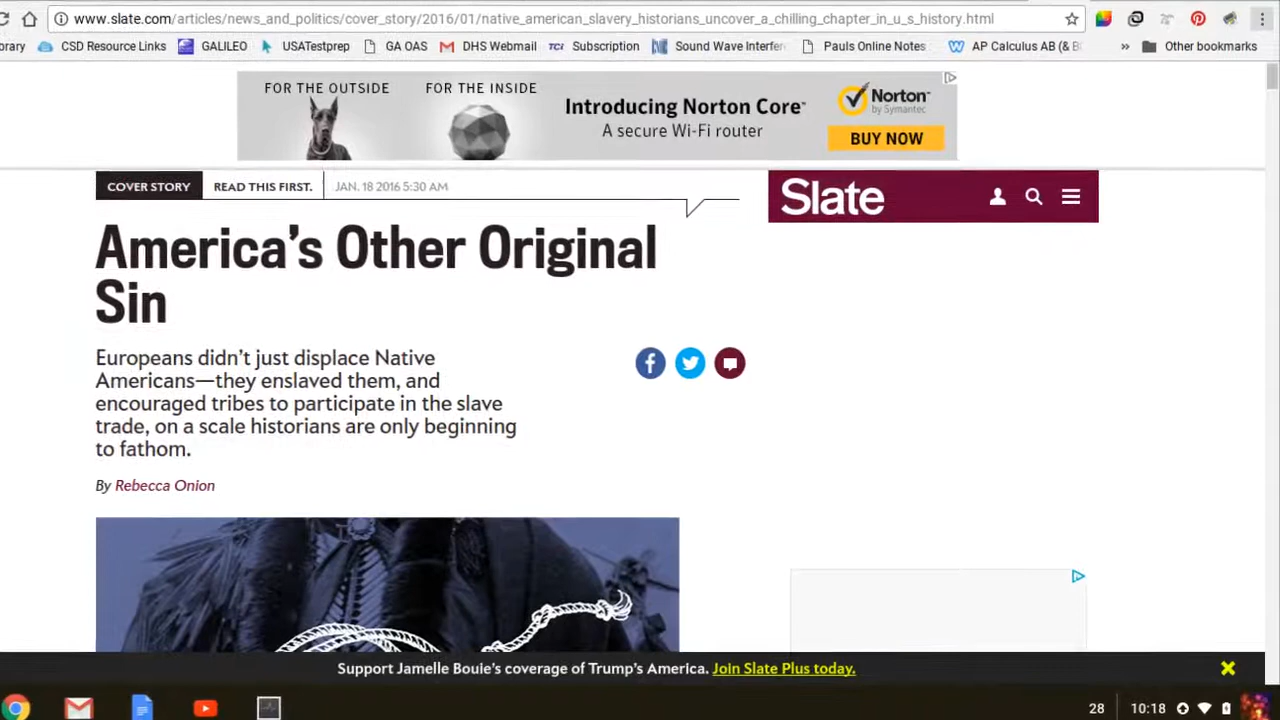 www.slate.com/articles/news_and_politics/cover_story/2016/01/native_american_slavery_historians_uncover_a_chilling_chapter_in_u_s_history.html
CSD Resource Links GALILEO USATestprep GA OAS DHS Webmail TCI Subscription Sound Wave Pauls Online Notes AP Calculus AB (& » Other bookmarks
FOR THE OUTSIDE FOR THE INSIDE
Introducing Norton Core™
A secure Wi-Fi router
Norton™
by Symantec
BUY NOW
COVER STORY READ THIS FIRST. JAN. 18 2016 5:30 AM
Slate
America's Other Original
Sin
Europeans didn't just displace Native
Americans—they enslaved them, and
encouraged tribes to participate in the slave
trade, on a scale historians are only beginning
to fathom.
By Rebecca Onion
Support Jamelle Bouie's coverage of Trump's America. Join Slate Plus today.
28 10:18